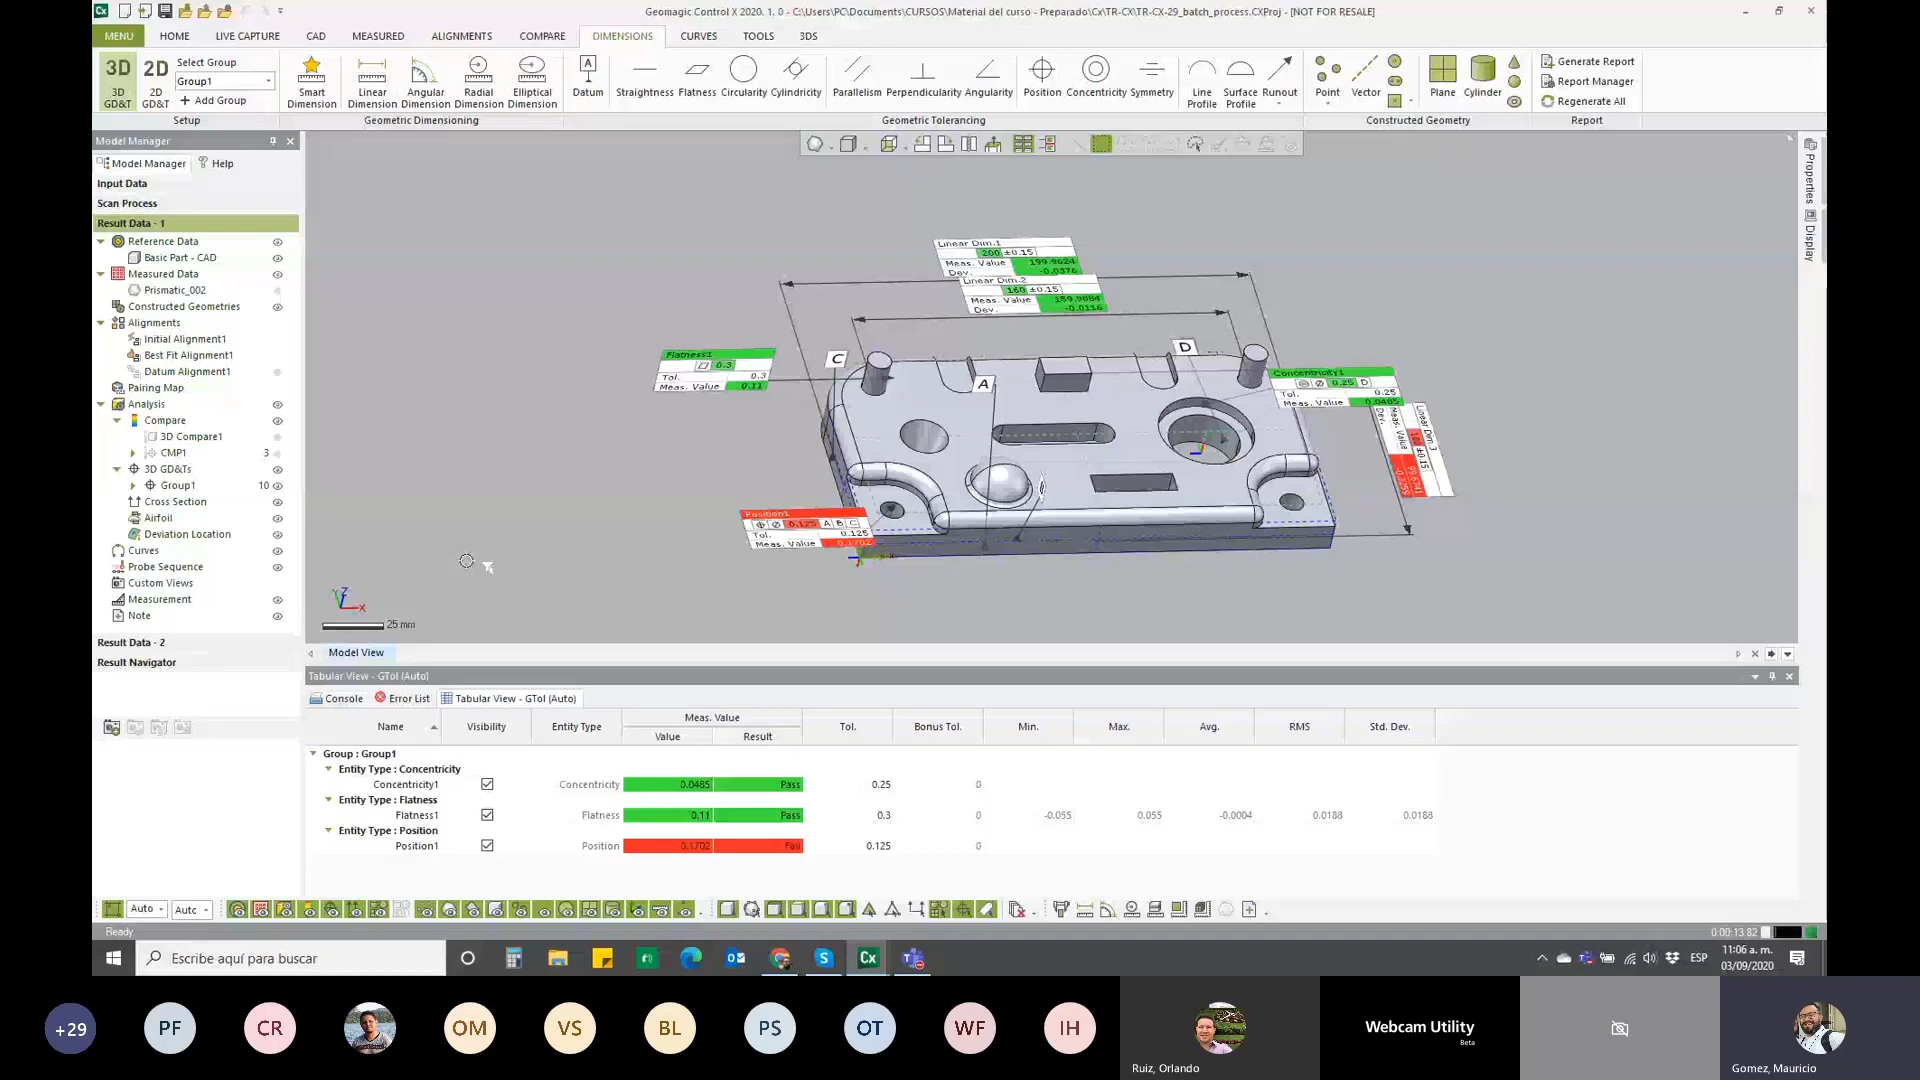 Geomagic Control X 2020. 1, 0 - C:\Users\PC\Documents\CURSOS\Material del curso - Preparado\Cx\TR-CX\TR-CX-29_batch_process.CXProj - [NOT FOR RESALE]
MENU HOME LIVE CAPTURE CAD MEASURED ALIGNMENTS COMPARE DIMENSIONS CURVES TOOLS 3DS
3D 3D GD&T
2D 2D GD&T
Select Group
Group1
+ Add Group
Setup
Smart Dimension
Linear Dimension
Angular Dimension
Radial Dimension
Elliptical Dimension
Geometric Dimensioning
A
Datum Straightness Flatness Circularity Cylindricity Parallelism Perpendicularity Angularity Position Concentricity Symmetry Line Profile Surface Profile Runout
Geometric Tolerancing
Point Vector Plane Cylinder
Constructed Geometry
Generate Report
Report Manager
Regenerate All
Report
Model Manager
Model Manager Help
Input Data
Scan Process
Result Data - 1
Reference Data
Basic Part - CAD
Measured Data
Prismatic_002
Constructed Geometries
Alignments
Initial Alignment1
Best Fit Alignment1
Datum Alignment1
Pairing Map
Analysis
Compare
3D Compare1
CMP1 3
3D GD&Ts
Group1 10
Cross Section
Airfoil
Deviation Location
Curves
Probe Sequence
Custom Views
Measurement
Note
Result Data - 2
Result Navigator
Linear Dim.1
200 ±0.15
Meas. Value 199.9624
Dev. -0.0376
Linear Dim.2
160 ±0.15
Meas. Value 159.9884
Dev. -0.0116
Flatness1
0.3
Tol. 0.3
Meas. Value 0.11
C
A
D
Concentricity1
0.25 D
Tol. 0.25
Meas. Value 0.0485
Linear Dim.3
±0.15
Meas. Value
Dev.
Position1
0.125 A B C
Tol. 0.125
Meas. Value 0.1702
Z
X
25 mm
Properties
Display
Model View
Tabular View - GTol (Auto)
Console Error List Tabular View - GTol (Auto)
Name Visibility Entity Type Meas. Value Tol. Bonus Tol. Min. Max. Avg. RMS Std. Dev.
Value Result
Group : Group1
Entity Type : Concentricity
Concentricity1 Concentricity 0.0485 Pass 0.25 0
Entity Type : Flatness
Flatness1 Flatness 0.11 Pass 0.3 0 -0.055 0.055 -0.0004 0.0188 0.0188
Entity Type : Position
Position1 Position 0.1702 Fail 0.125 0
Auto
Ready
0:00:13.82
Escribe aquí para buscar
Cx
ESP
11:06 a. m.
03/09/2020
+29 PF CR OM VS BL PS OT WF IH
Webcam Utility
Beta
Ruiz, Orlando
Gomez, Mauricio